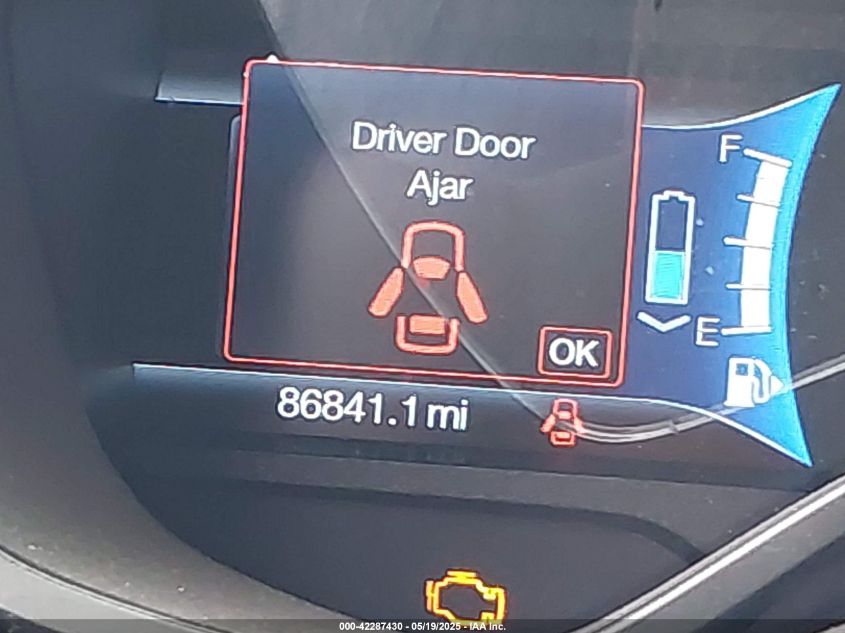 Driver Door
Ajar
F
E
OK
86841.1 mi
000-42287430 - 05/19/2025 - IAA Inc.